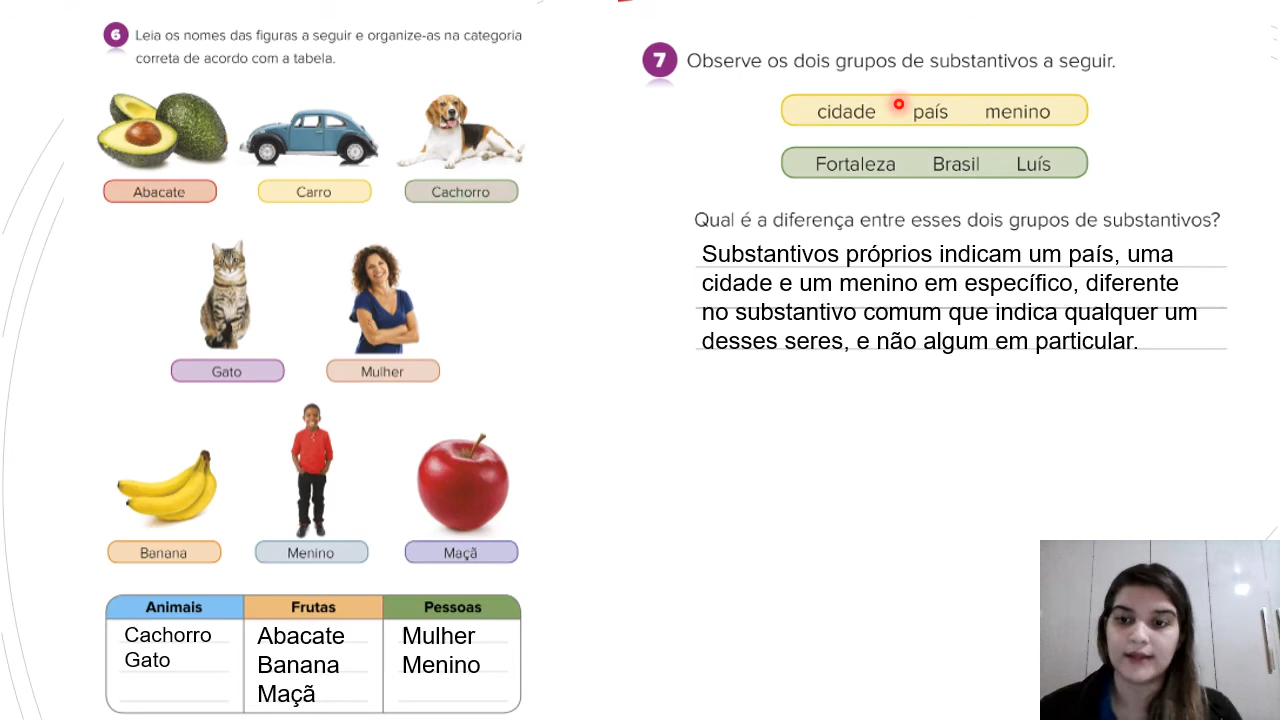 6 Leia os nomes das figuras a seguir e organize-as na categoria
correta de acordo com a tabela.
Abacate Carro Cachorro
Gato Mulher
Banana Menino Maçã
Animais Frutas Pessoas
Cachorro Abacate Mulher
Gato Banana Menino
Maçã
7 Observe os dois grupos de substantivos a seguir.
cidade país menino
Fortaleza Brasil Luís
Qual é a diferença entre esses dois grupos de substantivos?
Substantivos próprios indicam um país, uma
cidade e um menino em específico, diferente
no substantivo comum que indica qualquer um
desses seres, e não algum em particular.